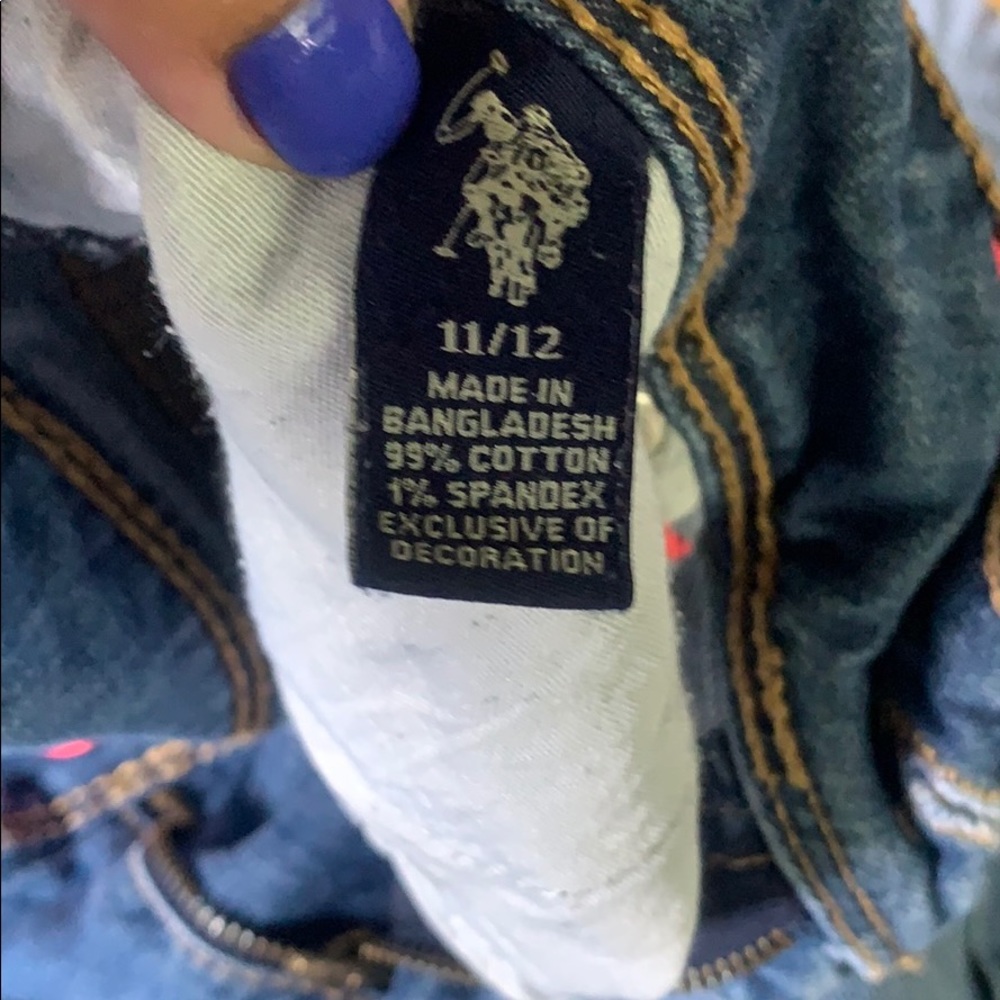 11/12
MADE IN
BANGLADESH
99% COTTON
1% SPANDEX
EXCLUSIVE OF
DECORATION